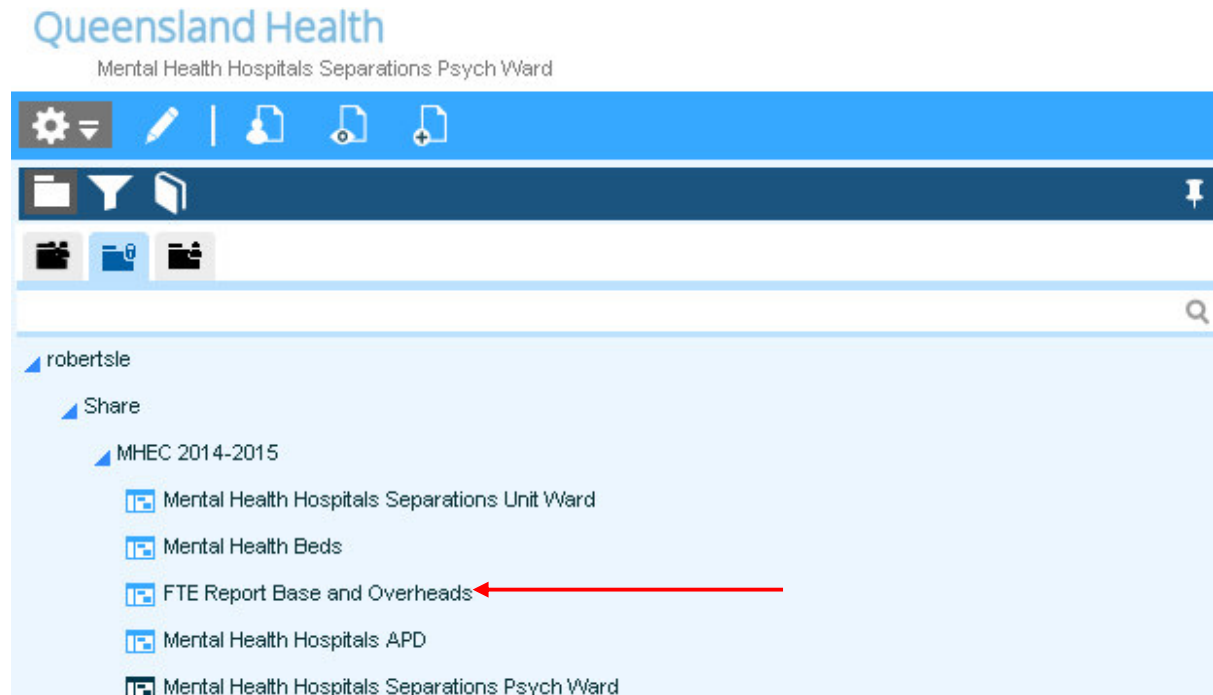 Queensland Health
Mental Health Hospitals Separations Psych Ward
robertsle
Share
MHEC 2014-2015
Mental Health Hospitals Separations Unit Ward
Mental Health Beds
FTE Report Base and Overheads
Mental Health Hospitals APD
Mental Health Hospitals Separations Psych Ward